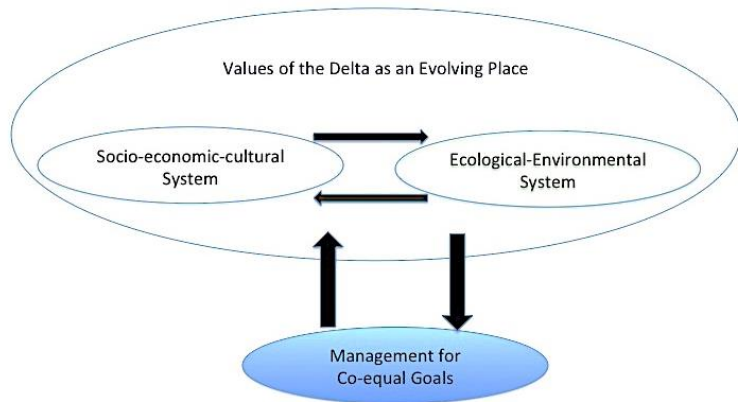 Values of the Delta as an Evolving Place
Socio-economic-cultural
System
Ecological-Environmental
System
Management for
Co-equal Goals